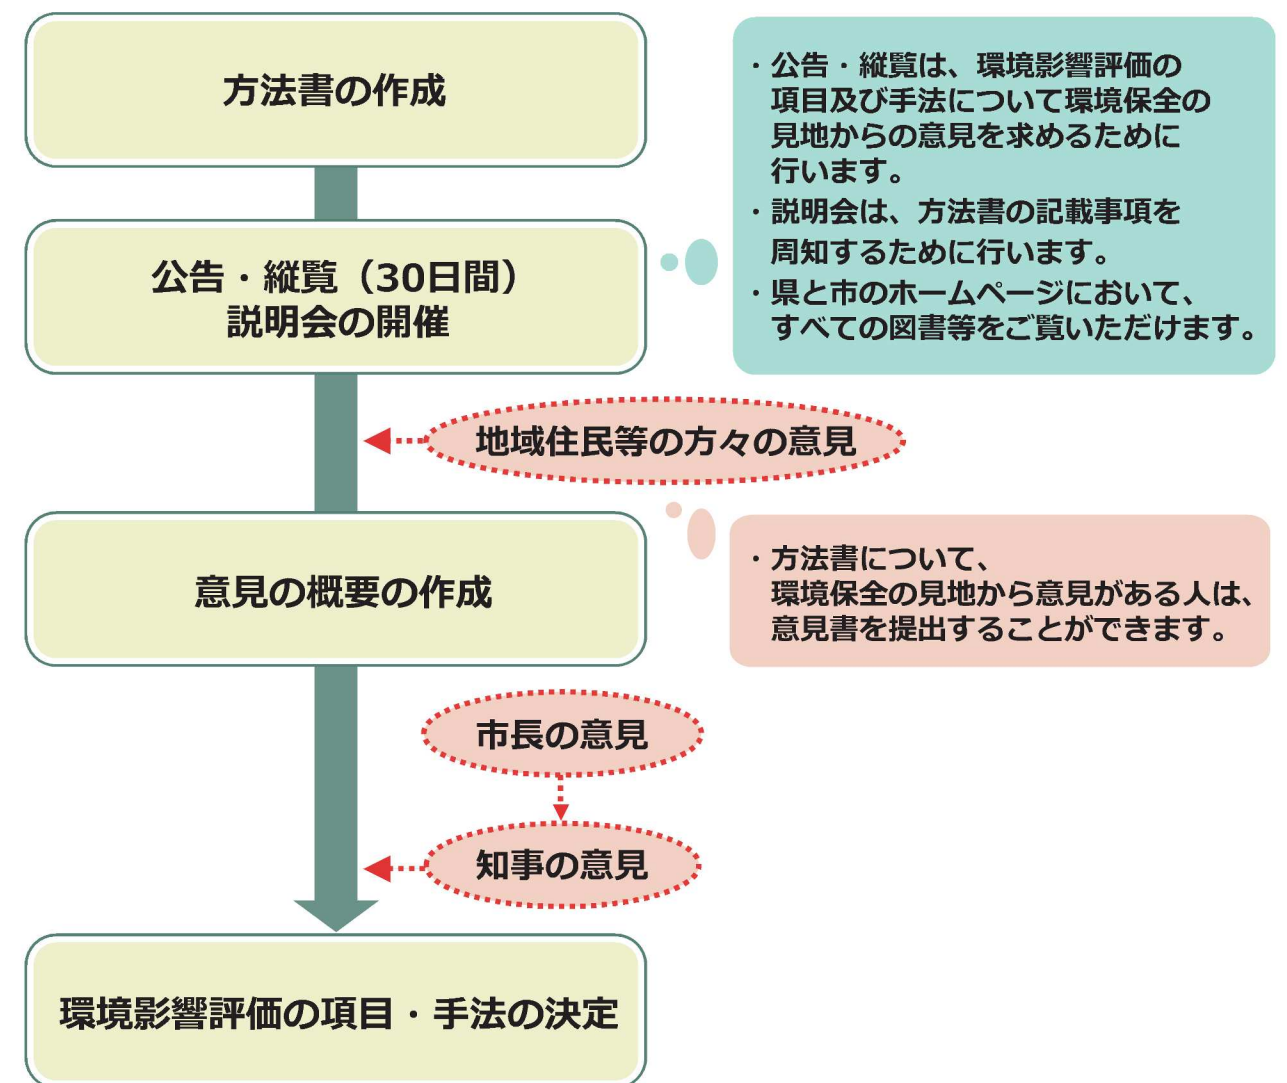 方法書の作成
公告・縦覧（30日間）
説明会の開催
・公告・縦覧は、環境影響評価の
項目及び手法について環境保全の
見地からの意見を求めるために
行います。
・説明会は、方法書の記載事項を
周知するために行います。
・県と市のホームページにおいて、
すべての図書等をご覧いただけます。
地域住民等の方々の意見
・方法書について、
環境保全の見地から意見がある人は、
意見書を提出することができます。
意見の概要の作成
市長の意見
知事の意見
環境影響評価の項目・手法の決定